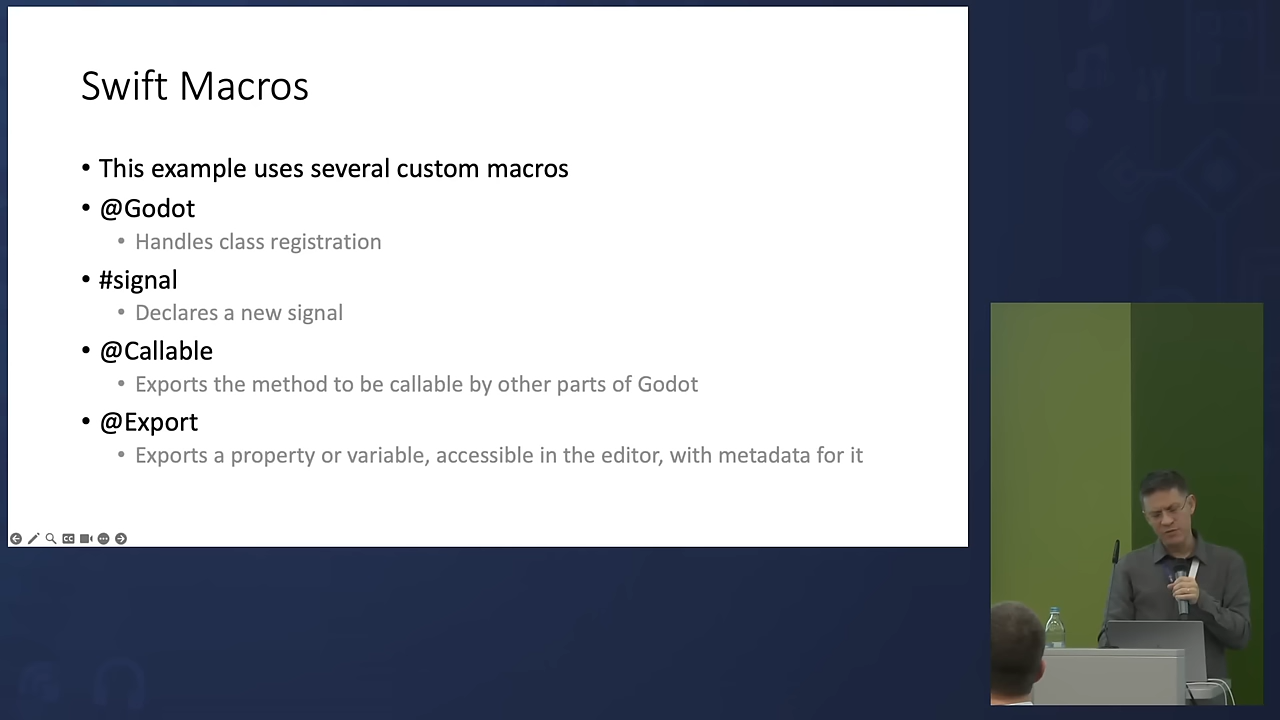 Swift Macros
• This example uses several custom macros
• @Godot
• Handles class registration
• #signal
• Declares a new signal
• @Callable
• Exports the method to be callable by other parts of Godot
• @Export
• Exports a property or variable, accessible in the editor, with metadata for it
CC